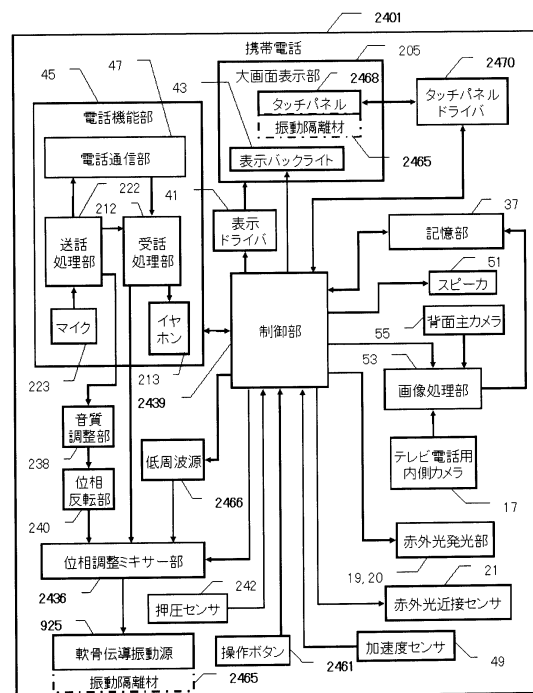 2401
携帯電話
205
45
47
43
大画面表示部
2468
2470
電話機能部
タッチパネル
タッチパネル
ドライバ
振動隔離材
2465
電話通信部
表示バックライト
222
212
41
37
送話
処理部
受話
処理部
表示
ドライバ
記憶部
51
スピーカ
マイク
イヤ
ホン
制御部
55
背面主カメラ
53
223
213
2439
画像処理部
音質
調整部
238
低周波源
テレビ電話用
内側カメラ
位相
反転部
2466
17
240
位相調整ミキサー部
赤外光発光部
2436
242
19,20
21
押圧センサ
赤外光近接センサ
925
軟骨伝導振動源
操作ボタン
加速度センサ
振動隔離材
2465
2461
49